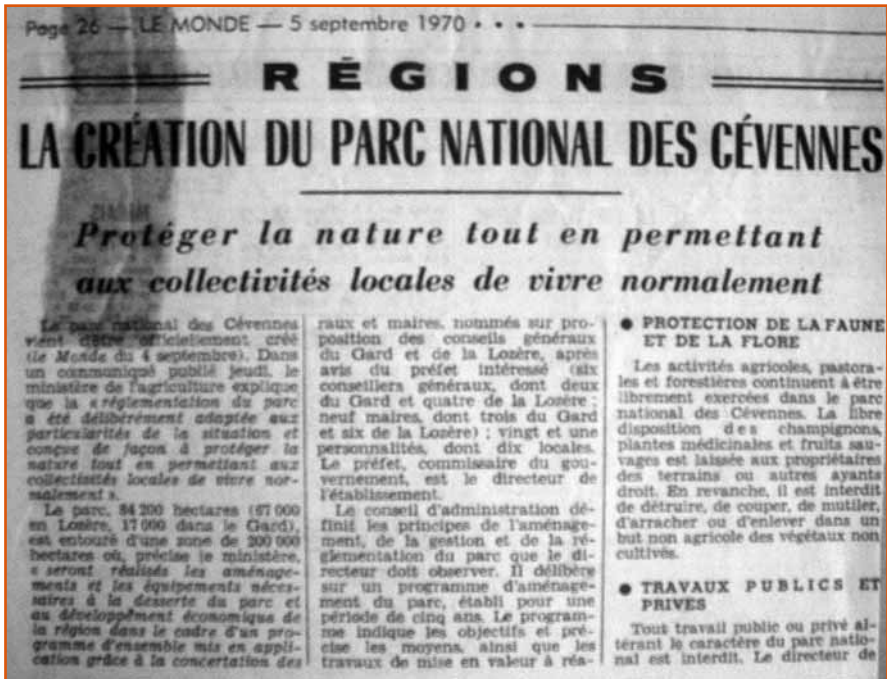 Page 26 — LE MONDE — 5 septembre 1970 • • •
RÉGIONS
LA CRÉATION DU PARC NATIONAL DES CÉVENNES
Protéger la nature tout en permettant
aux collectivités locales de vivre normalement
Le parc national des Cévennes
vient d'être officiellement créé
(le Monde du 4 septembre). Dans
un communiqué publié jeudi, le
ministère de l'agriculture explique
que la « réglementation du parc
a été délibérément adaptée aux
particularités de la situation et
conçue de façon à protéger la
nature tout en permettant aux
collectivités locales de vivre nor-
malement ».
Le parc, 84 200 hectares (67 000
en Lozère, 17 000 dans le Gard),
est entouré d'une zone de 200 000
hectares où, précise le ministère,
« seront réalisés les aménage-
ments et les équipements néces-
saires à la desserte du parc et
au développement économique de
la région dans le cadre d'un pro-
gramme d'ensemble mis en appli-
cation grâce à la concertation des
raux et maires, nommés sur pro-
position des conseils généraux
du Gard et de la Lozère, après
avis du préfet intéressé (six
conseillers généraux, dont deux
du Gard et quatre de la Lozère ;
neuf maires, dont trois du Gard
et six de la Lozère) ; vingt et une
personnalités, dont dix locales.
Le préfet, commissaire du gou-
vernement, est le directeur de
l'établissement.
Le conseil d'administration dé-
finit les principes de l'aménage-
ment, de la gestion et de la ré-
glementation du parc que le di-
recteur doit observer. Il délibère
sur un programme d'aménage-
ment du parc, établi pour une
période de cinq ans. Le program-
me indique les objectifs et pré-
cise les moyens, ainsi que les
travaux de mise en valeur à réa-
● PROTECTION DE LA FAUNE
ET DE LA FLORE
Les activités agricoles, pastora-
les et forestières continuent à être
librement exercées dans le parc
national des Cévennes. La libre
disposition des champignons,
plantes médicinales et fruits sau-
vages est laissée aux propriétaires
des terrains ou autres ayants
droit. En revanche, il est interdit
de détruire, de couper, de mutiler,
d'arracher ou d'enlever dans un
but non agricole des végétaux non
cultivés.
● TRAVAUX PUBLICS ET
PRIVES
Tout travail public ou privé al-
térant le caractère du parc natio-
nal est interdit. Le directeur de